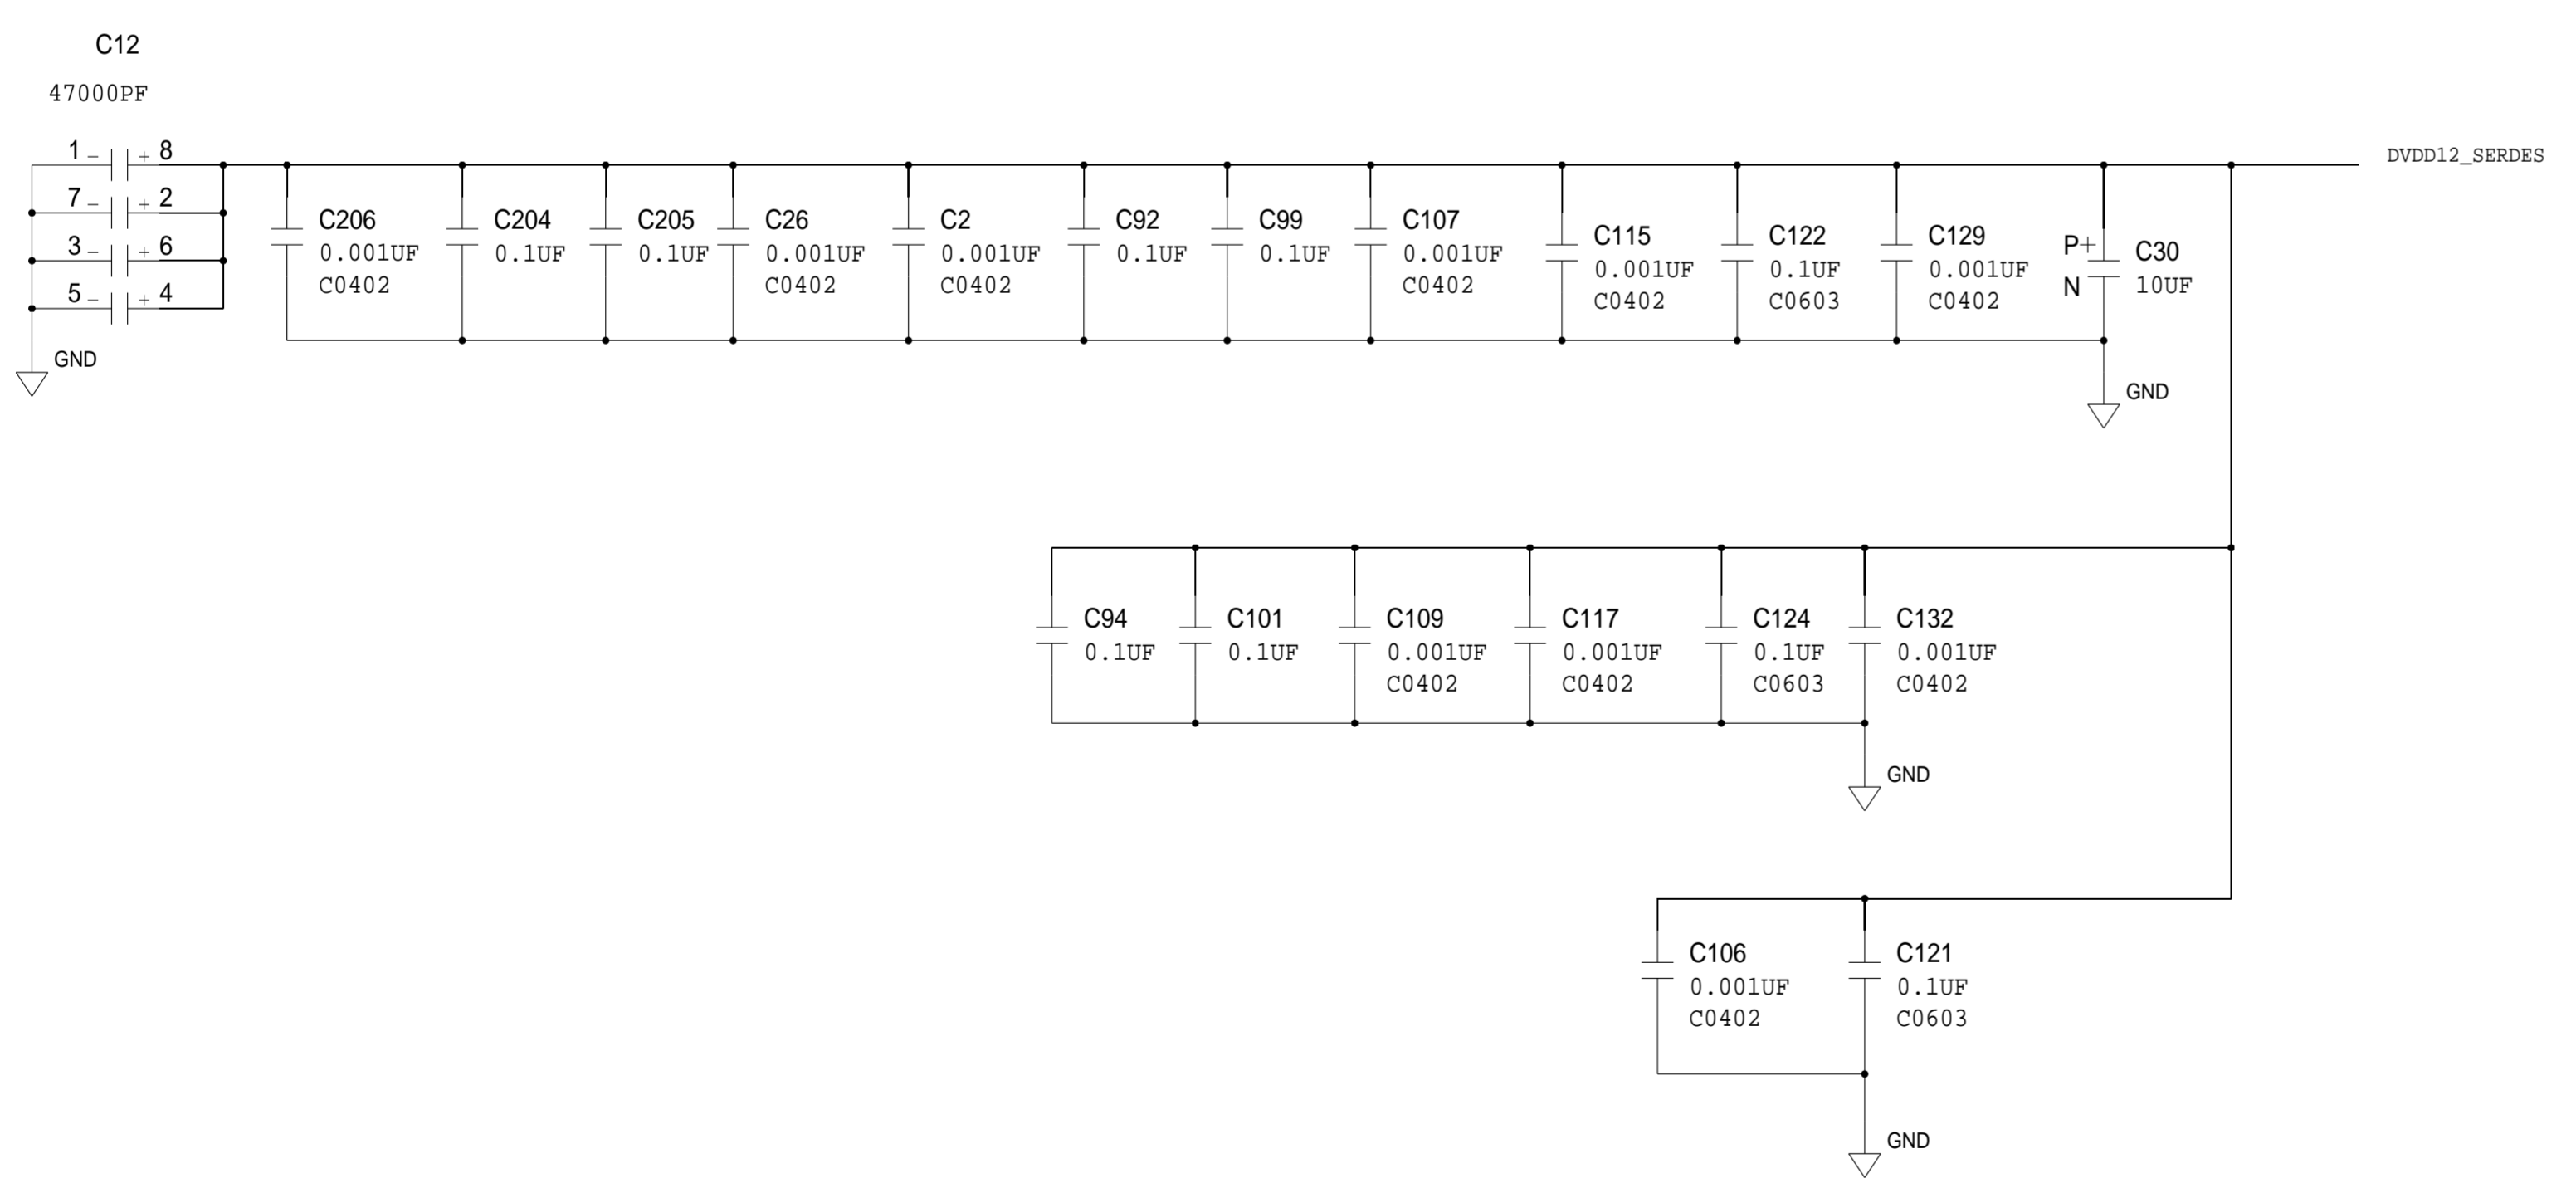 C12
47000PF
1 - + 8
7 - + 2
3 - + 6
5 - + 4
GND
DVDD12_SERDES
C206
0.001UF
C0402
C204
0.1UF
C205
0.1UF
C26
0.001UF
C0402
C2
0.001UF
C0402
C92
0.1UF
C99
0.1UF
C107
0.001UF
C0402
C115
0.001UF
C0402
C122
0.1UF
C0603
C129
0.001UF
C0402
P+
N
C30
10UF
GND
C94
0.1UF
C101
0.1UF
C109
0.001UF
C0402
C117
0.001UF
C0402
C124
0.1UF
C0603
C132
0.001UF
C0402
GND
C106
0.001UF
C0402
C121
0.1UF
C0603
GND